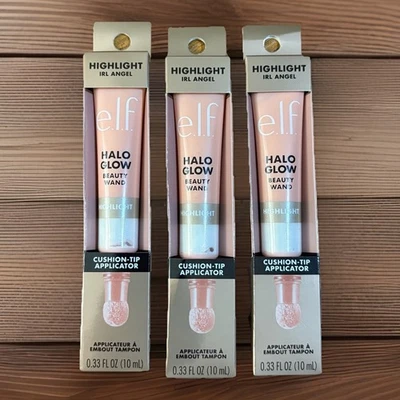 HIGHLIGHT
IRL ANGEL
e.l.f.
HALO
GLOW
BEAUTY
WAND
HIGHLIGHT
CUSHION-TIP
APPLICATOR
APPLICATEUR À
EMBOUT TAMPON
0.33 FL OZ (10 mL)
HIGHLIGHT
IRL ANGEL
e.l.f.
HALO
GLOW
BEAUTY
WAND
HIGHLIGHT
CUSHION-TIP
APPLICATOR
APPLICATEUR À
EMBOUT TAMPON
0.33 FL OZ (10 mL)
HIGHLIGHT
IRL ANGEL
e.l.f.
HALO
GLOW
BEAUTY
WAND
HIGHLIGHT
CUSHION-TIP
APPLICATOR
APPLICATEUR À
EMBOUT TAMPON
0.33 FL OZ (10 mL)